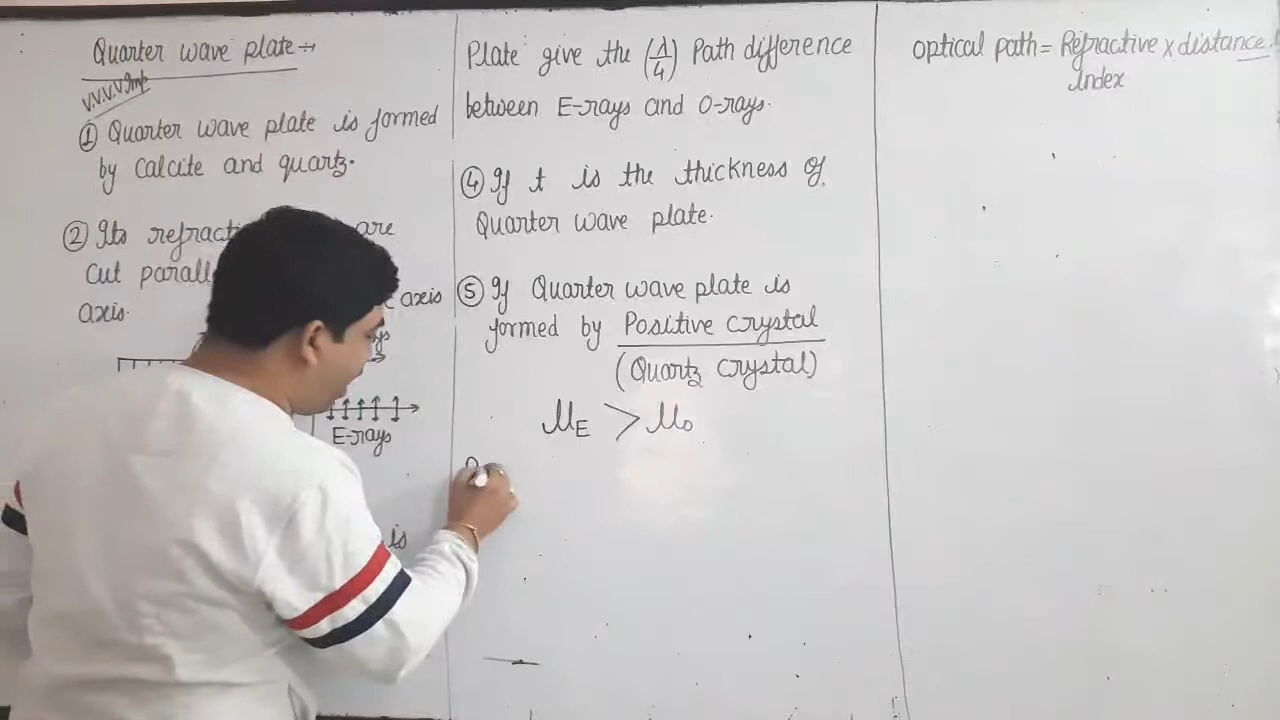 Quarter wave plate→
V.V.V.V Imp
① Quarter wave plate is formed
by Calcite and quartz.
② Its are
Cut axis
axis.
E-rays
is
Plate give the (λ/4) Path difference
between E-rays and O-rays.
④ If t is the thickness of
Quarter wave plate.
⑤ If Quarter wave plate is
formed by Positive crystal
(Quartz crystal)
μE > μo
optical path = Refractive x distance.
Index